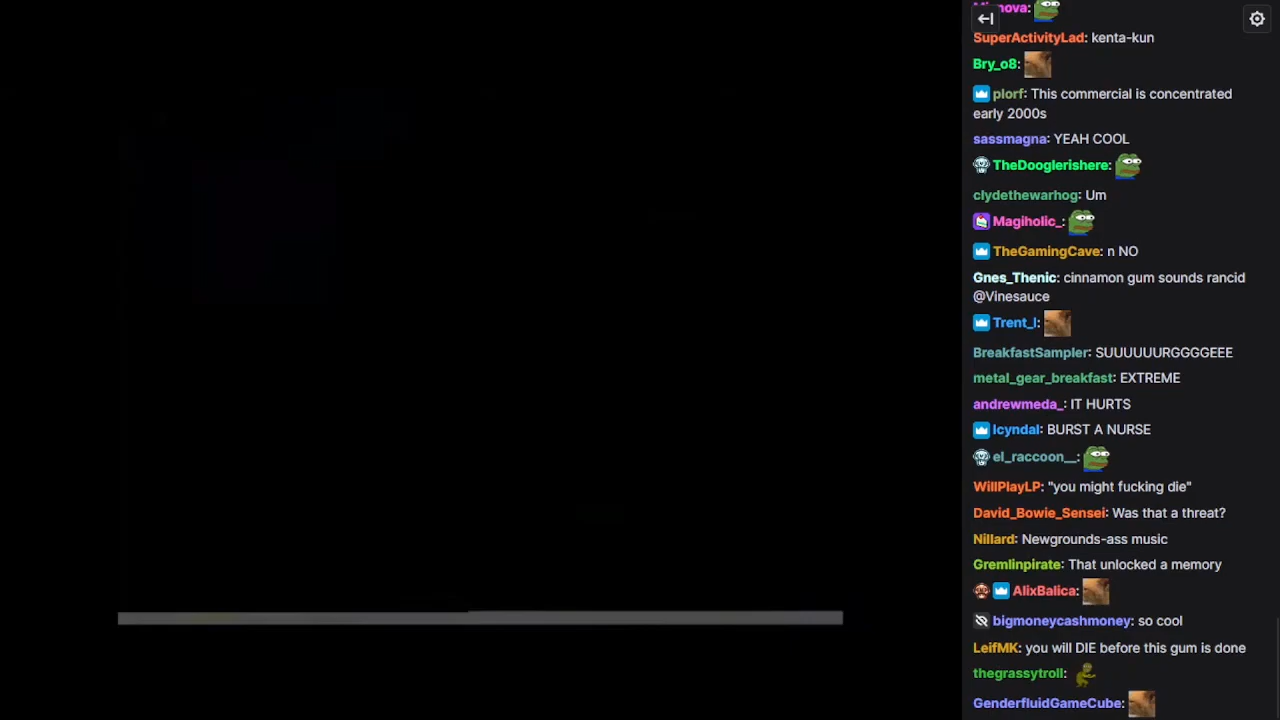 SuperActivityLad: kenta-kun
Bry_o8:
plorf: This commercial is concentrated
early 2000s
sassmagna: YEAH COOL
TheDooglerishere:
clydethewarhog: Um
Magiholic_:
TheGamingCave: n NO
Gnes_Thenic: cinnamon gum sounds rancid
@Vinesauce
Trent_l:
BreakfastSampler: SUUUUUURGGGGEEE
metal_gear_breakfast: EXTREME
andrewmeda_: IT HURTS
Icyndal: BURST A NURSE
el_raccoon__:
WillPlayLP: "you might fucking die"
David_Bowie_Sensei: Was that a threat?
Nillard: Newgrounds-ass music
Gremlinpirate: That unlocked a memory
AlixBalica:
bigmoneycashmoney: so cool
LeifMK: you will DIE before this gum is done
thegrassytroll:
GenderfluidGameCube: